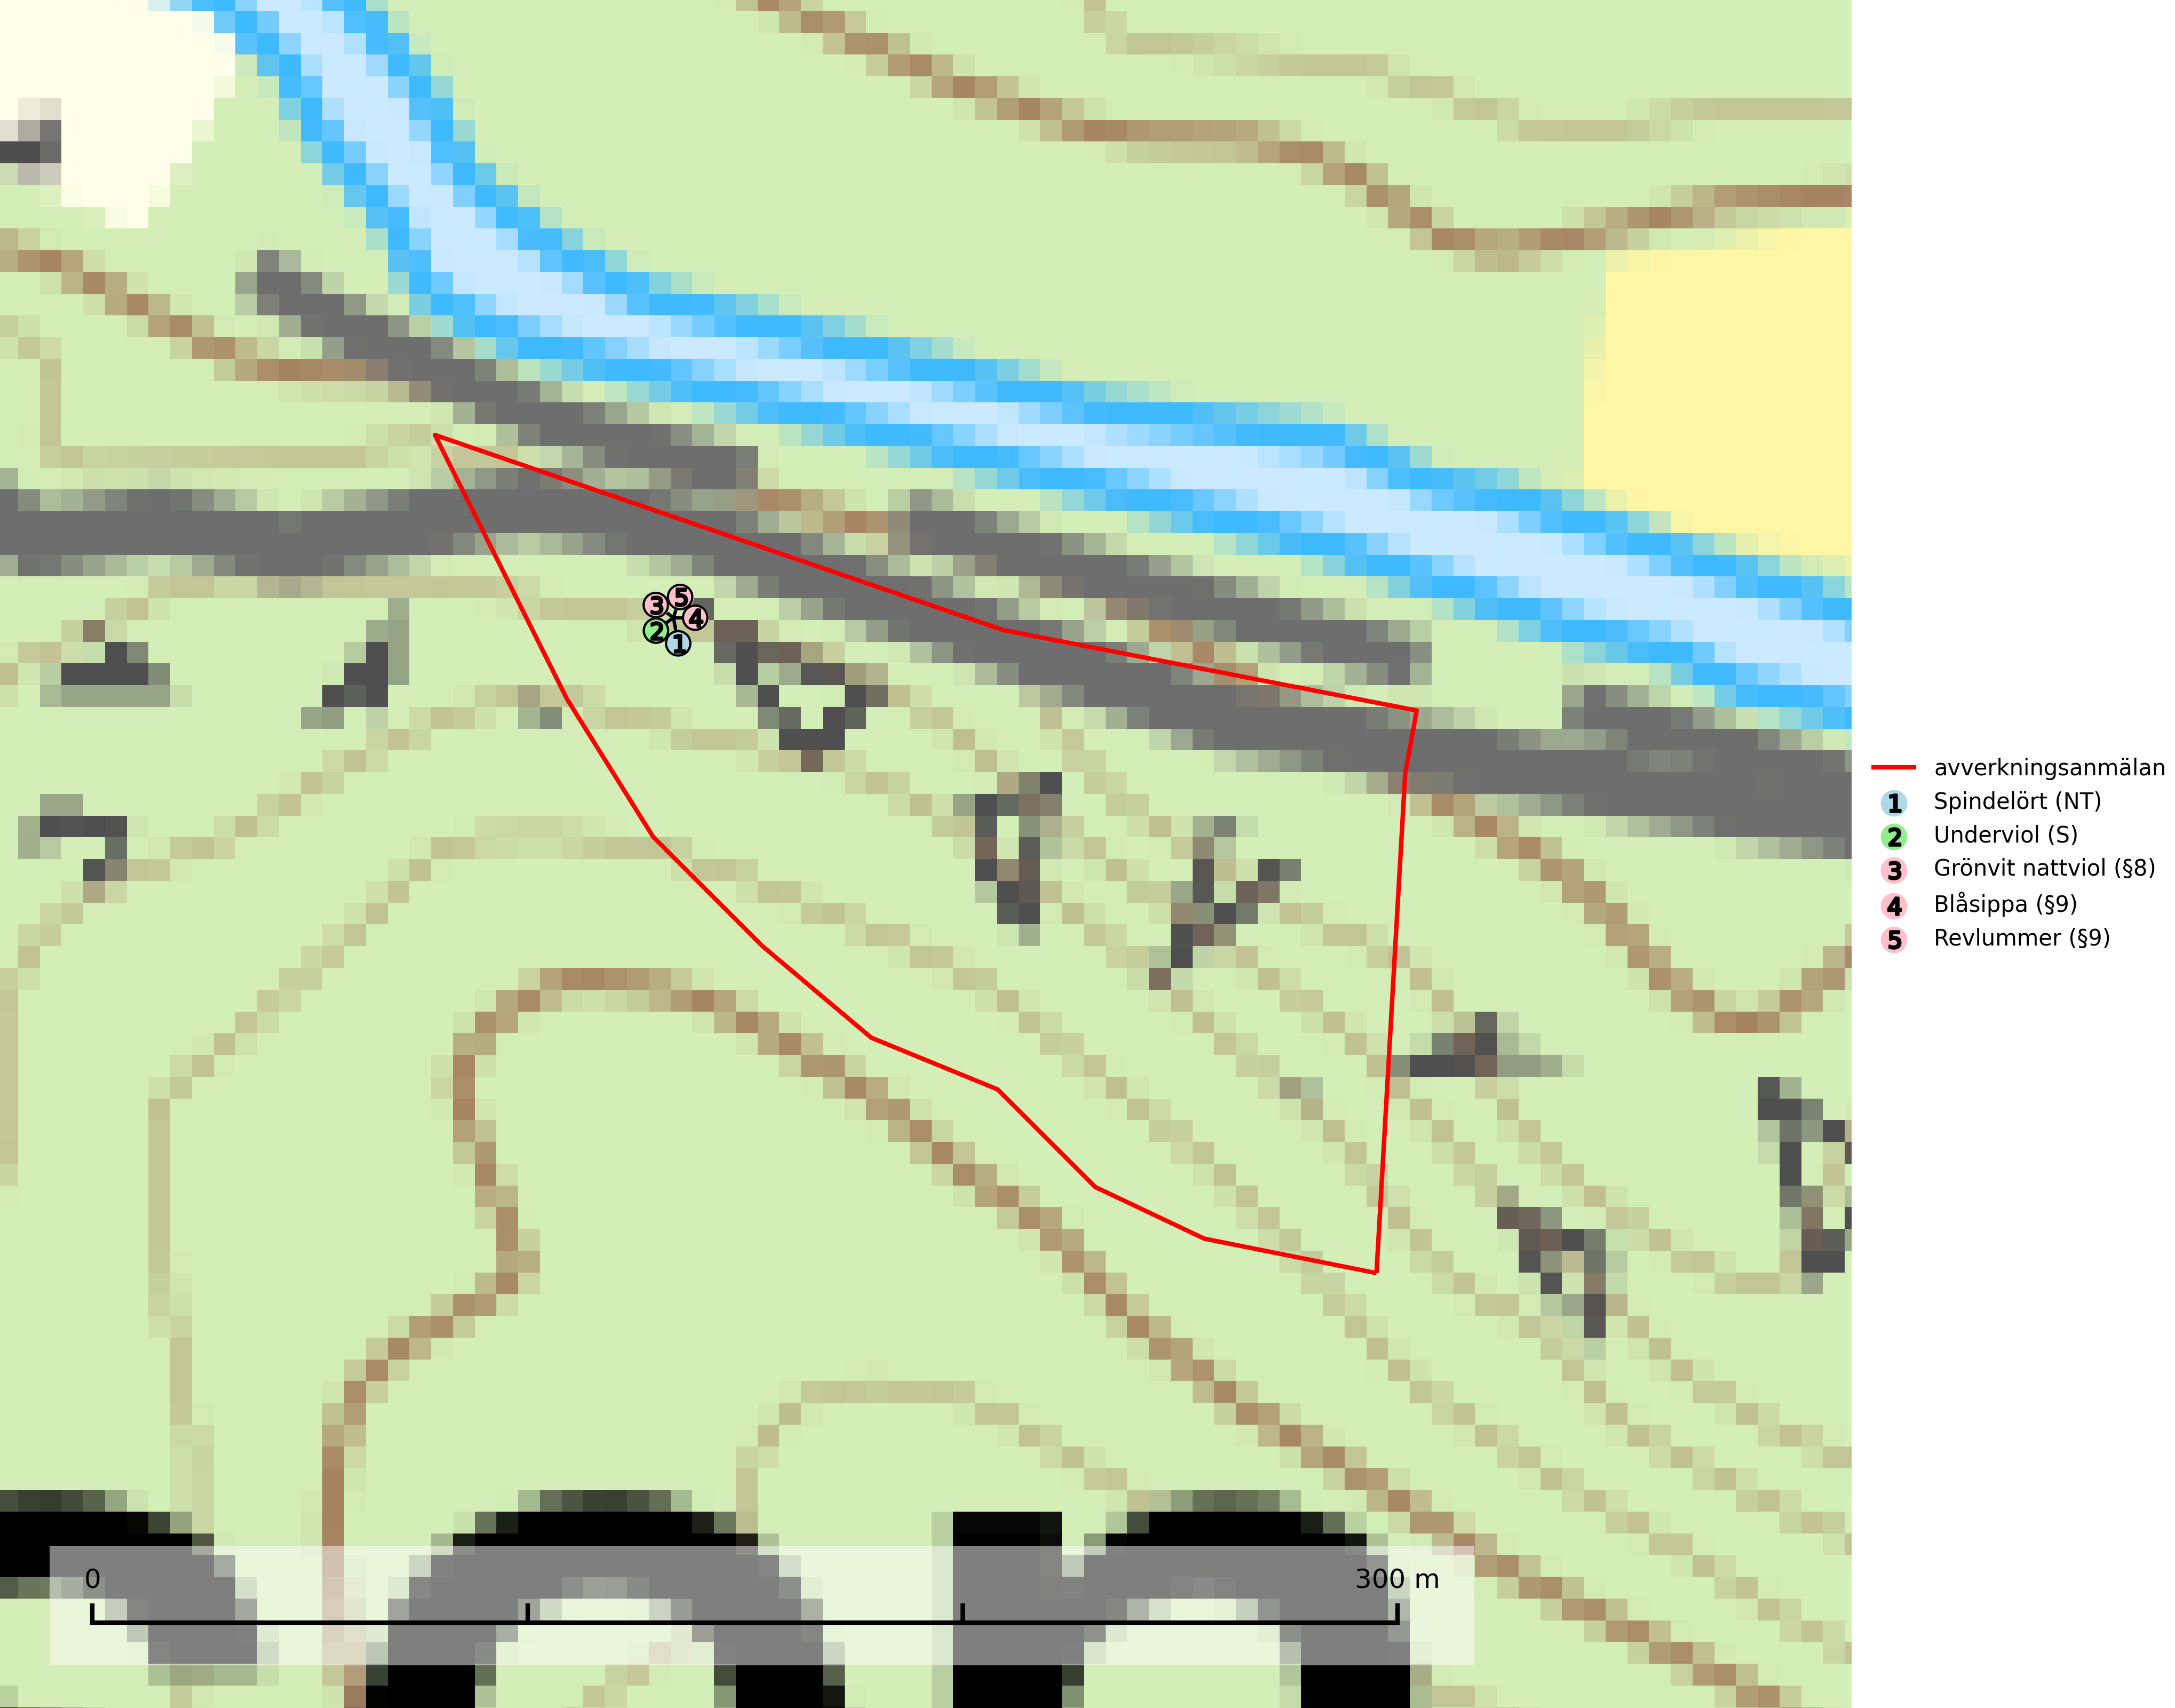 3
5
4
2
1
avverkningsanmälan
1 Spindelört (NT)
2 Underviol (S)
3 Grönvit nattviol (§8)
4 Blåsippa (§9)
5 Revlummer (§9)
0 300 m